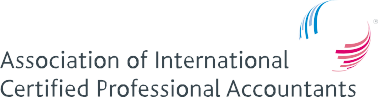 Association of International
Certified Professional Accountants